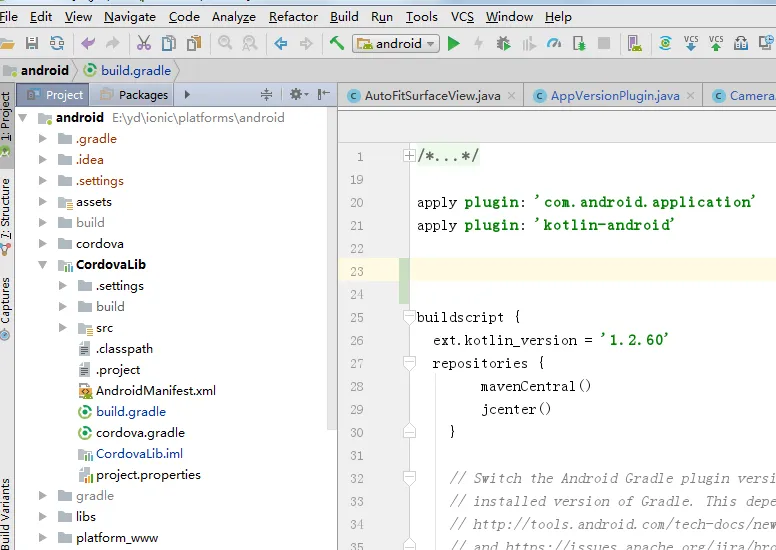 File Edit View Navigate Code Analyze Refactor Build Run Tools VCS Window Help
android VCS VCS
android build.gradle
Project Packages
AutoFitSurfaceView.java AppVersionPlugin.java Camera
1: Project
7: Structure
Captures
Build Variants
android E:\yd\ionic\platforms\android
.gradle
.idea
.settings
assets
build
cordova
CordovaLib
.settings
build
src
.classpath
.project
AndroidManifest.xml
build.gradle
cordova.gradle
CordovaLib.iml
project.properties
gradle
libs
platform_www
1 /*...*/
19
20 apply plugin: 'com.android.application'
21 apply plugin: 'kotlin-android'
22
23
24
25 buildscript {
26 ext.kotlin_version = '1.2.60'
27 repositories {
28 mavenCentral()
29 jcenter()
30 }
31
32 // Switch the Android Gradle plugin versi
33 // installed version of Gradle. This depe
34 // http://tools.android.com/tech-docs/new
35 // and https://issues.apache.org/jira/bro